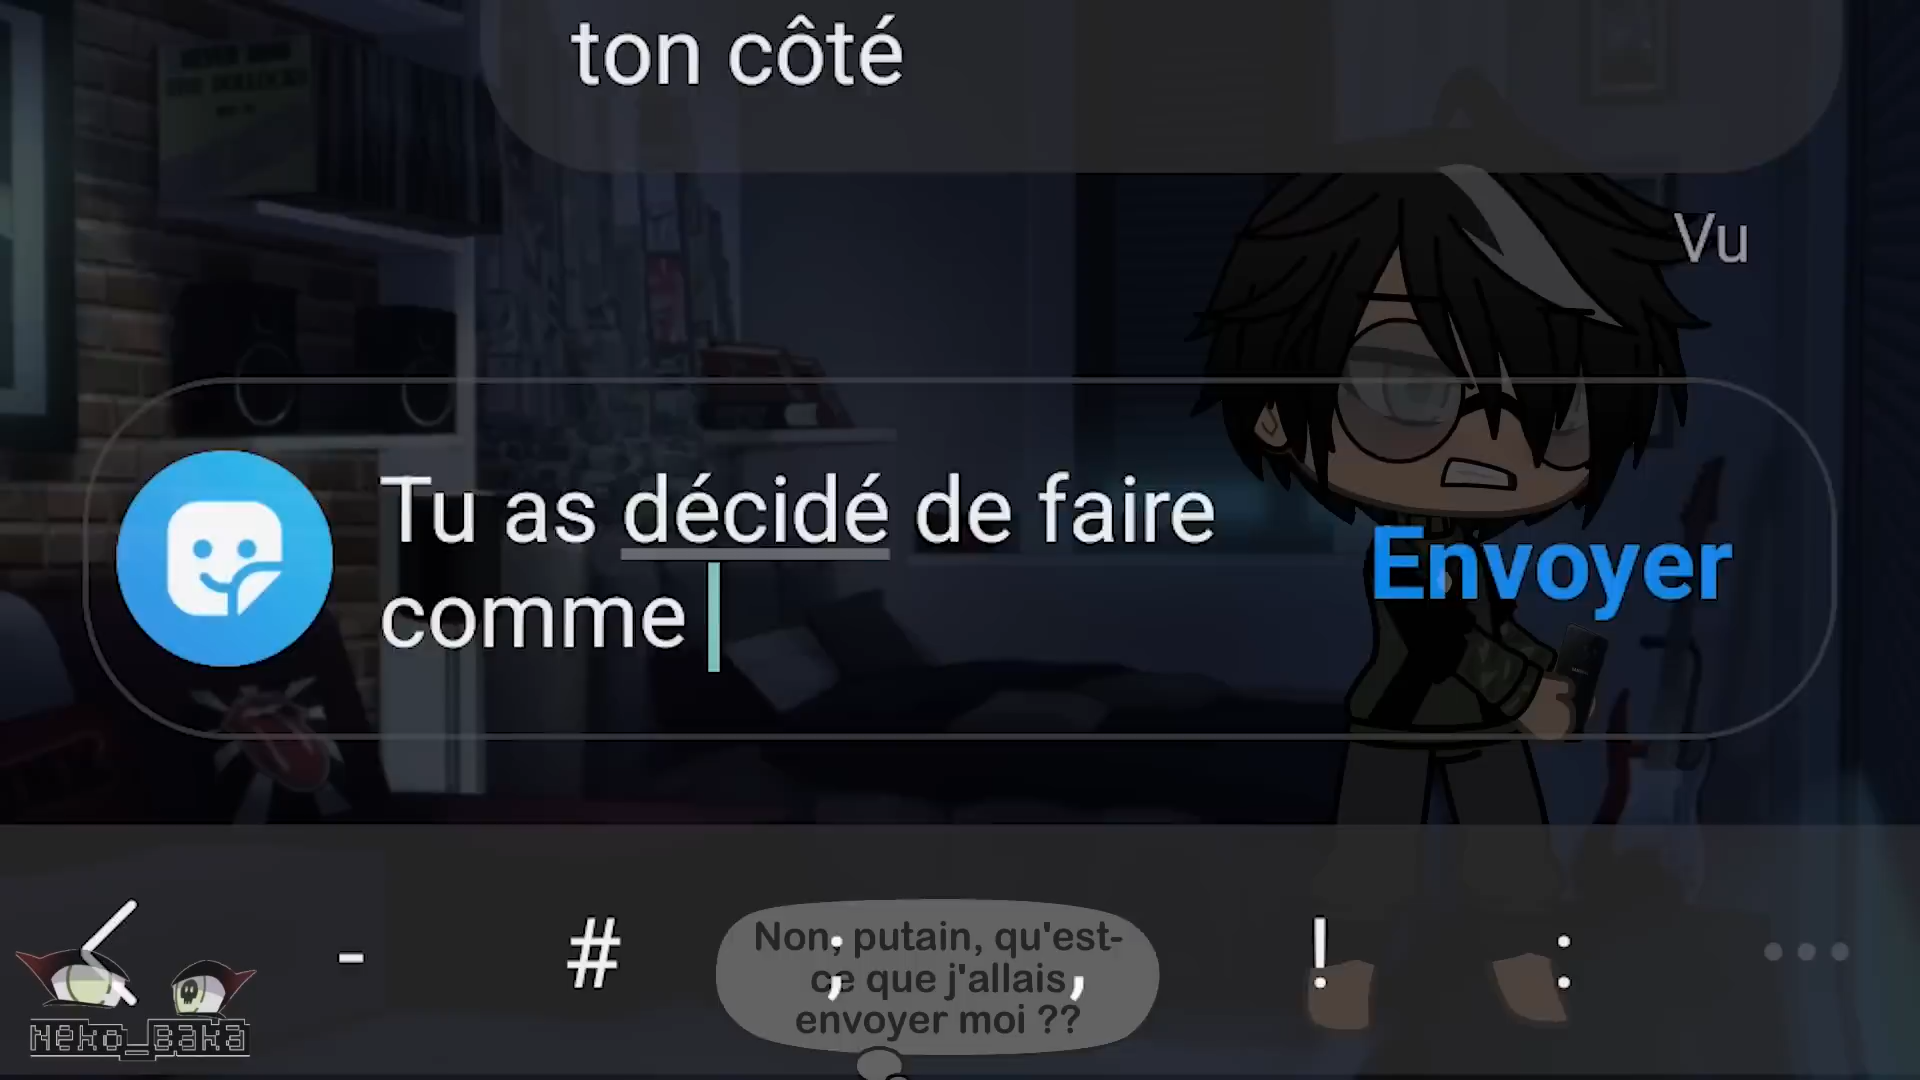 ton côté
Vu
Tu as décidé de faire
comme
Envoyer
- # ; , ! : ...
Non, putain, qu'est-
ce que j'allais
envoyer moi ??
Neko_Baka